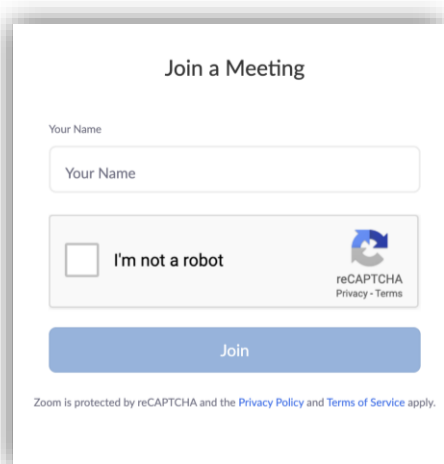 Join a Meeting
Your Name
Your Name
I'm not a robot
reCAPTCHA
Privacy - Terms
Join
Zoom is protected by reCAPTCHA and the Privacy Policy and Terms of Service apply.